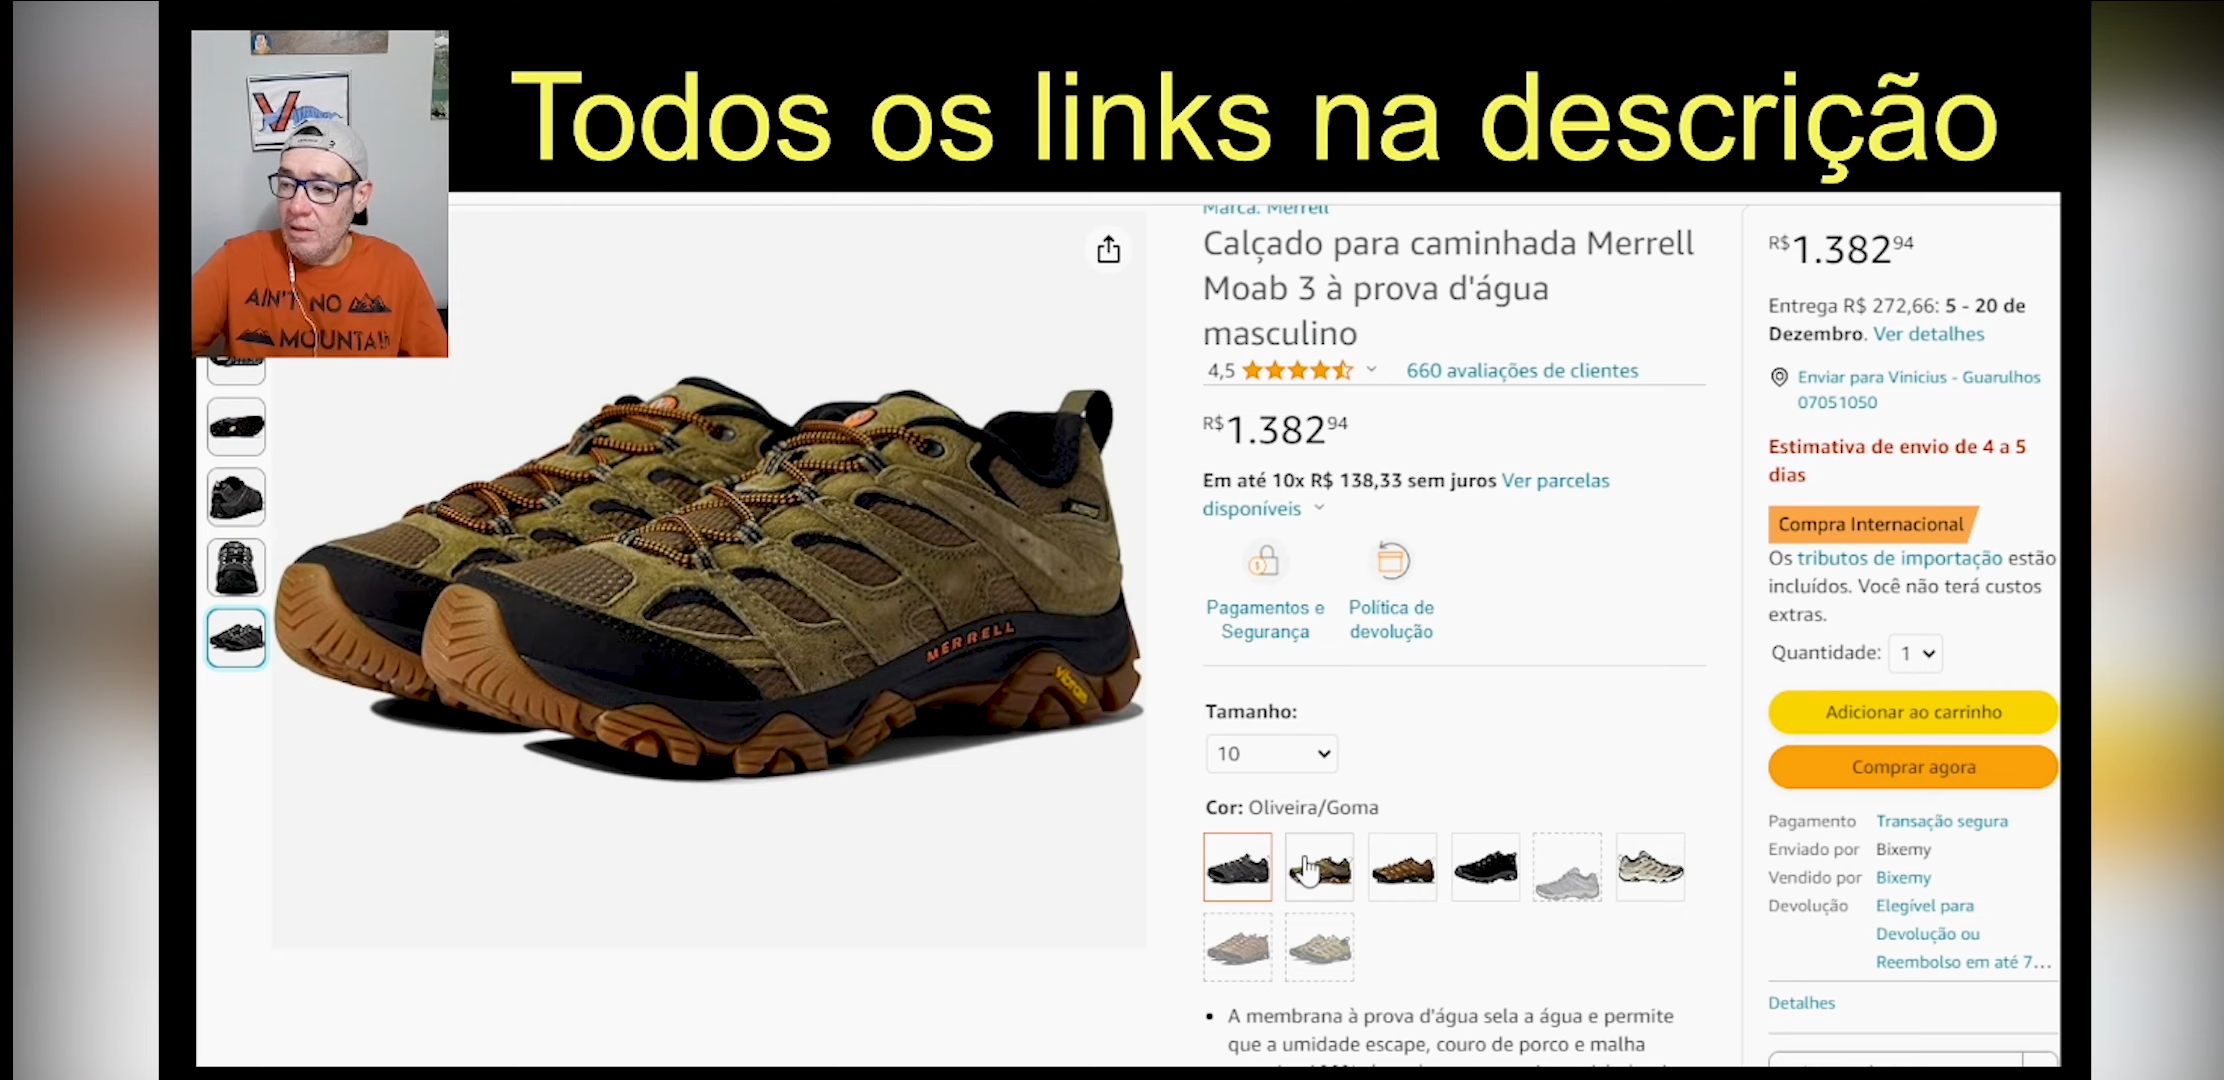 Todos os links na descrição
AIN'T NO
MOUNTAIN
Marca: Merrell
Calçado para caminhada Merrell
Moab 3 à prova d'água
masculino
4,5
660 avaliações de clientes
R$1.382 94
Em até 10x R$ 138,33 sem juros Ver parcelas
disponíveis
Pagamentos e
Segurança
Política de
devolução
Tamanho:
10
Cor: Oliveira/Goma
A membrana à prova d'água sela a água e permite
que a umidade escape, couro de porco e malha
MERRELL
vibram
R$1.382 94
Entrega R$ 272,66: 5 - 20 de
Dezembro. Ver detalhes
Enviar para Vinicius - Guarulhos
07051050
Estimativa de envio de 4 a 5
dias
Compra Internacional
Os tributos de importação estão
incluídos. Você não terá custos
extras.
Quantidade: 1
Adicionar ao carrinho
Comprar agora
Pagamento Transação segura
Enviado por Bixemy
Vendido por Bixemy
Devolução Elegível para
Devolução ou
Reembolso em até 7...
Detalhes